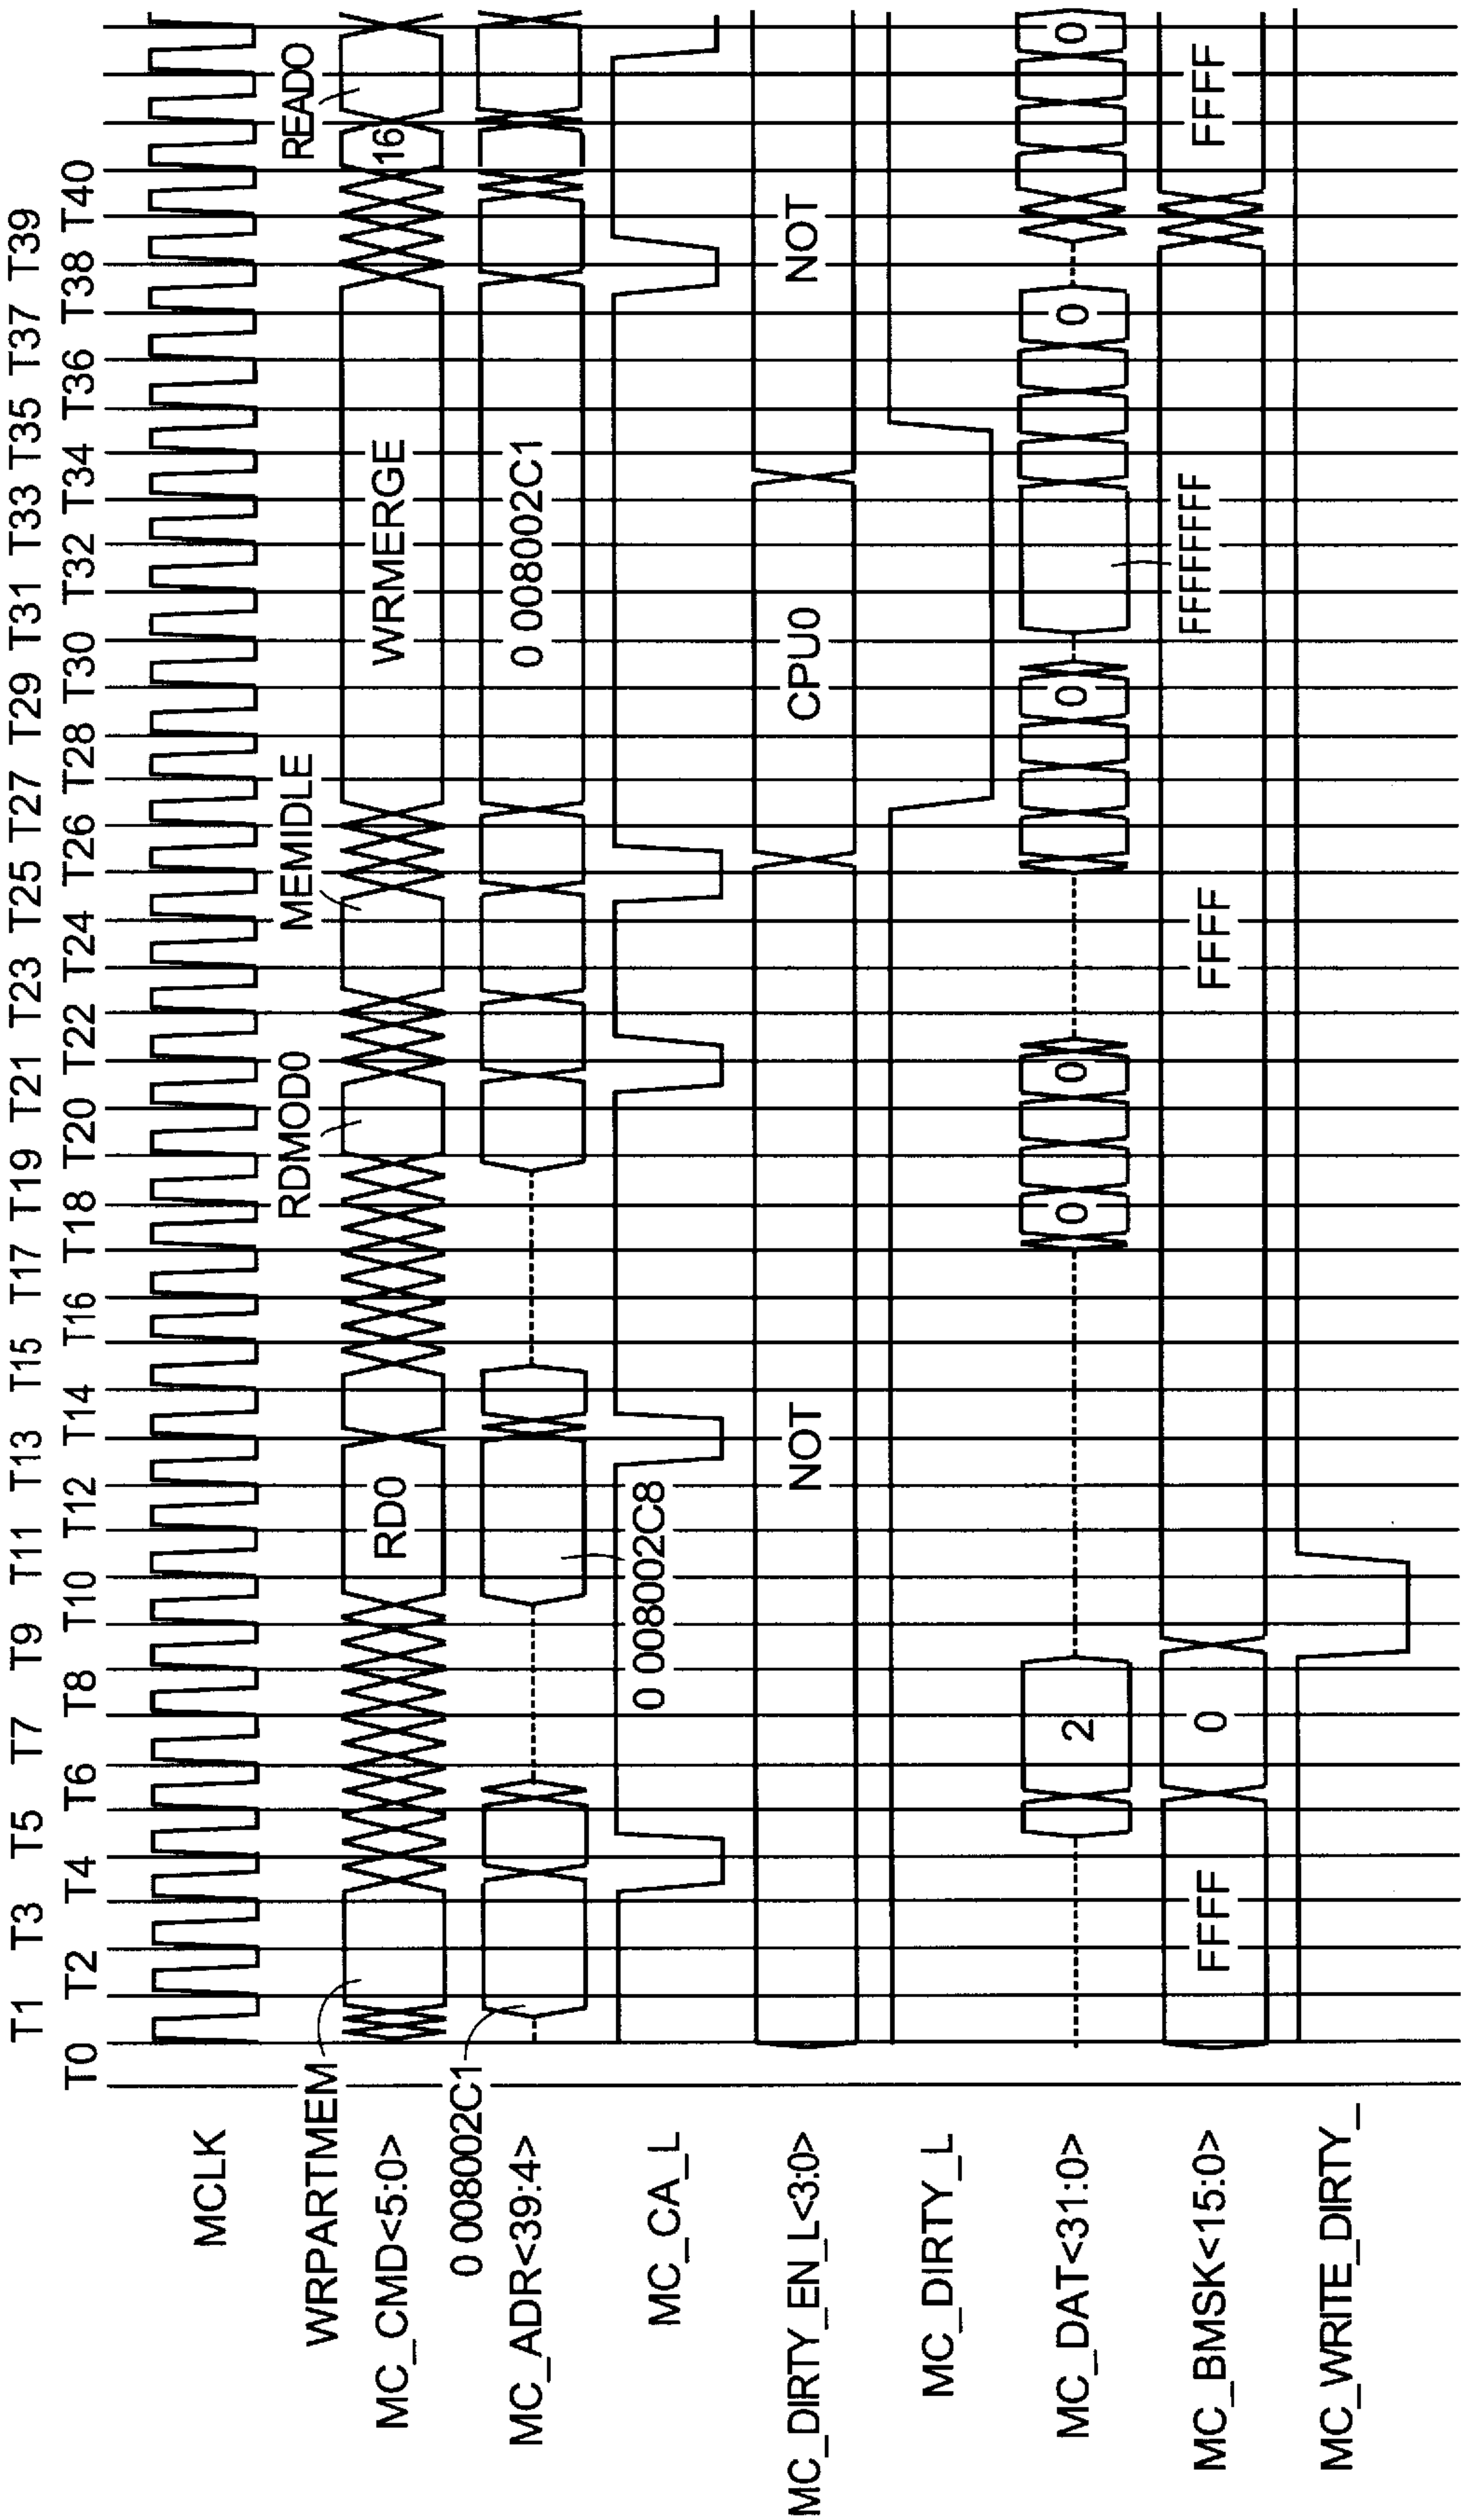 T1 T3 T5 T7 T9 T11 T13 T15 T17 T19 T21 T23 T25 T27 T29 T31 T33 T35 T37 T39
T0 T2 T4 T6 T8 T10 T12 T14 T16 T18 T20 T22 T24 T26 T28 T30 T32 T34 T36 T38 T40
MCLK
WRPARTMEM RDMOD0 MEMIDLE READO
MC_CMD<5:0> RD0 WRMERGE 16
0 008002C1
MC_ADR<39:4> 0 008002C1
MC_CA_L 0 008002C8
MC_DIRTY_EN_L<3:0> NOT CPU0 NOT
MC_DIRTY_L
MC_DAT<31:0> 2 0 0 0 0 0
FFFFFFFF
MC_BMSK<15:0> FFFF 0 FFFF FFFF
MC_WRITE_DIRTY_